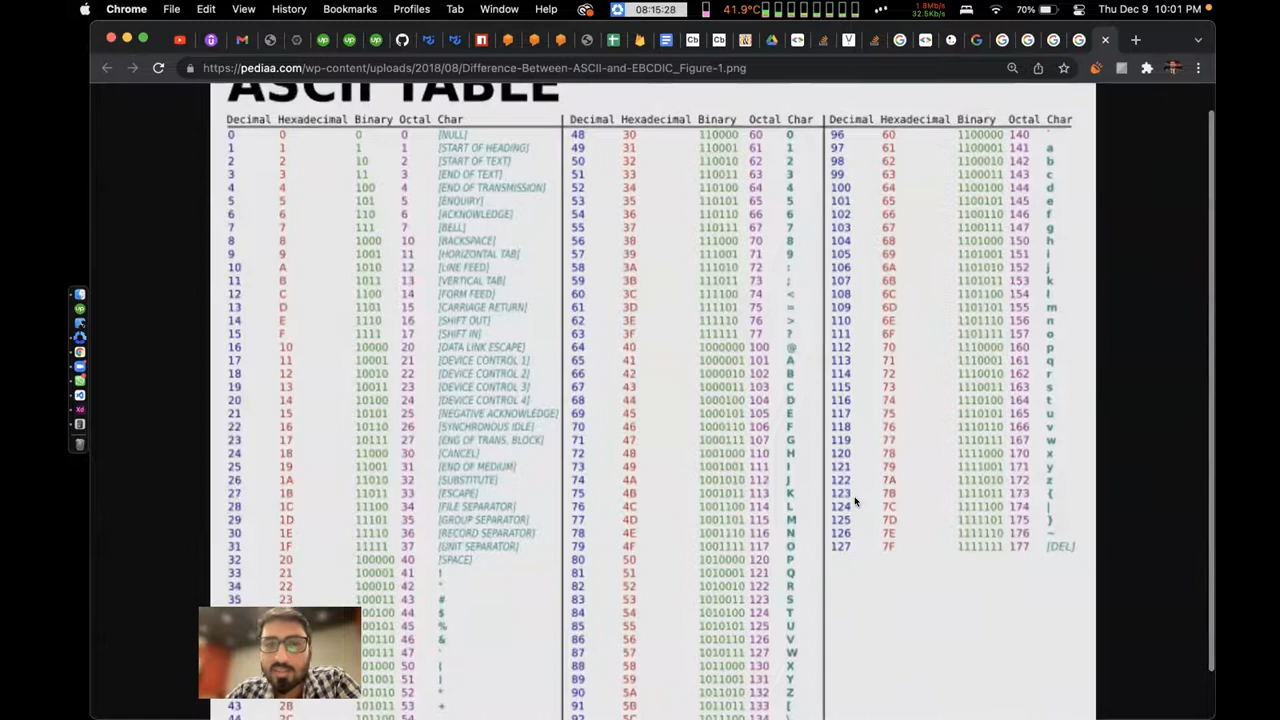 Chrome File Edit View History Bookmarks Profiles Tab Window Help 08:15:28 41.9°C 1.8Mb/s 32.5Kb/s 70% Thu Dec 9 10:01 PM
https://pediaa.com/wp-content/uploads/2018/08/Difference-Between-ASCII-and-EBCDIC_Figure-1.png
ASCII TABLE
Decimal Hexadecimal Binary Octal Char Decimal Hexadecimal Binary Octal Char Decimal Hexadecimal Binary Octal Char
0 0 0 0 [NULL] 48 30 110000 60 0 96 60 1100000 140 `
1 1 1 1 [START OF HEADING] 49 31 110001 61 1 97 61 1100001 141 a
2 2 10 2 [START OF TEXT] 50 32 110010 62 2 98 62 1100010 142 b
3 3 11 3 [END OF TEXT] 51 33 110011 63 3 99 63 1100011 143 c
4 4 100 4 [END OF TRANSMISSION] 52 34 110100 64 4 100 64 1100100 144 d
5 5 101 5 [ENQUIRY] 53 35 110101 65 5 101 65 1100101 145 e
6 6 110 6 [ACKNOWLEDGE] 54 36 110110 66 6 102 66 1100110 146 f
7 7 111 7 [BELL] 55 37 110111 67 7 103 67 1100111 147 g
8 8 1000 10 [BACKSPACE] 56 38 111000 70 8 104 68 1101000 150 h
9 9 1001 11 [HORIZONTAL TAB] 57 39 111001 71 9 105 69 1101001 151 i
10 A 1010 12 [LINE FEED] 58 3A 111010 72 : 106 6A 1101010 152 j
11 B 1011 13 [VERTICAL TAB] 59 3B 111011 73 ; 107 6B 1101011 153 k
12 C 1100 14 [FORM FEED] 60 3C 111100 74 < 108 6C 1101100 154 l
13 D 1101 15 [CARRIAGE RETURN] 61 3D 111101 75 = 109 6D 1101101 155 m
14 E 1110 16 [SHIFT OUT] 62 3E 111110 76 > 110 6E 1101110 156 n
15 F 1111 17 [SHIFT IN] 63 3F 111111 77 ? 111 6F 1101111 157 o
16 10 10000 20 [DATA LINK ESCAPE] 64 40 1000000 100 @ 112 70 1110000 160 p
17 11 10001 21 [DEVICE CONTROL 1] 65 41 1000001 101 A 113 71 1110001 161 q
18 12 10010 22 [DEVICE CONTROL 2] 66 42 1000010 102 B 114 72 1110010 162 r
19 13 10011 23 [DEVICE CONTROL 3] 67 43 1000011 103 C 115 73 1110011 163 s
20 14 10100 24 [DEVICE CONTROL 4] 68 44 1000100 104 D 116 74 1110100 164 t
21 15 10101 25 [NEGATIVE ACKNOWLEDGE] 69 45 1000101 105 E 117 75 1110101 165 u
22 16 10110 26 [SYNCHRONOUS IDLE] 70 46 1000110 106 F 118 76 1110110 166 v
23 17 10111 27 [ENG OF TRANS. BLOCK] 71 47 1000111 107 G 119 77 1110111 167 w
24 18 11000 30 [CANCEL] 72 48 1001000 110 H 120 78 1111000 170 x
25 19 11001 31 [END OF MEDIUM] 73 49 1001001 111 I 121 79 1111001 171 y
26 1A 11010 32 [SUBSTITUTE] 74 4A 1001010 112 J 122 7A 1111010 172 z
27 1B 11011 33 [ESCAPE] 75 4B 1001011 113 K 123 7B 1111011 173 {
28 1C 11100 34 [FILE SEPARATOR] 76 4C 1001100 114 L 124 7C 1111100 174 |
29 1D 11101 35 [GROUP SEPARATOR] 77 4D 1001101 115 M 125 7D 1111101 175 }
30 1E 11110 36 [RECORD SEPARATOR] 78 4E 1001110 116 N 126 7E 1111110 176 ~
31 1F 11111 37 [UNIT SEPARATOR] 79 4F 1001111 117 O 127 7F 1111111 177 [DEL]
32 20 100000 40 [SPACE] 80 50 1010000 120 P
33 21 100001 41 ! 81 51 1010001 121 Q
34 22 100010 42 " 82 52 1010010 122 R
35 23 100011 43 # 83 53 1010011 123 S
00100 44 $ 84 54 1010100 124 T
00101 45 % 85 55 1010101 125 U
00110 46 & 86 56 1010110 126 V
00111 47 ' 87 57 1010111 127 W
01000 50 ( 88 58 1011000 130 X
01001 51 ) 89 59 1011001 131 Y
01010 52 * 90 5A 1011010 132 Z
43 2B 101011 53 + 91 5B 1011011 133 [
44 2C 101100 54 92 5C 1011100 134 \